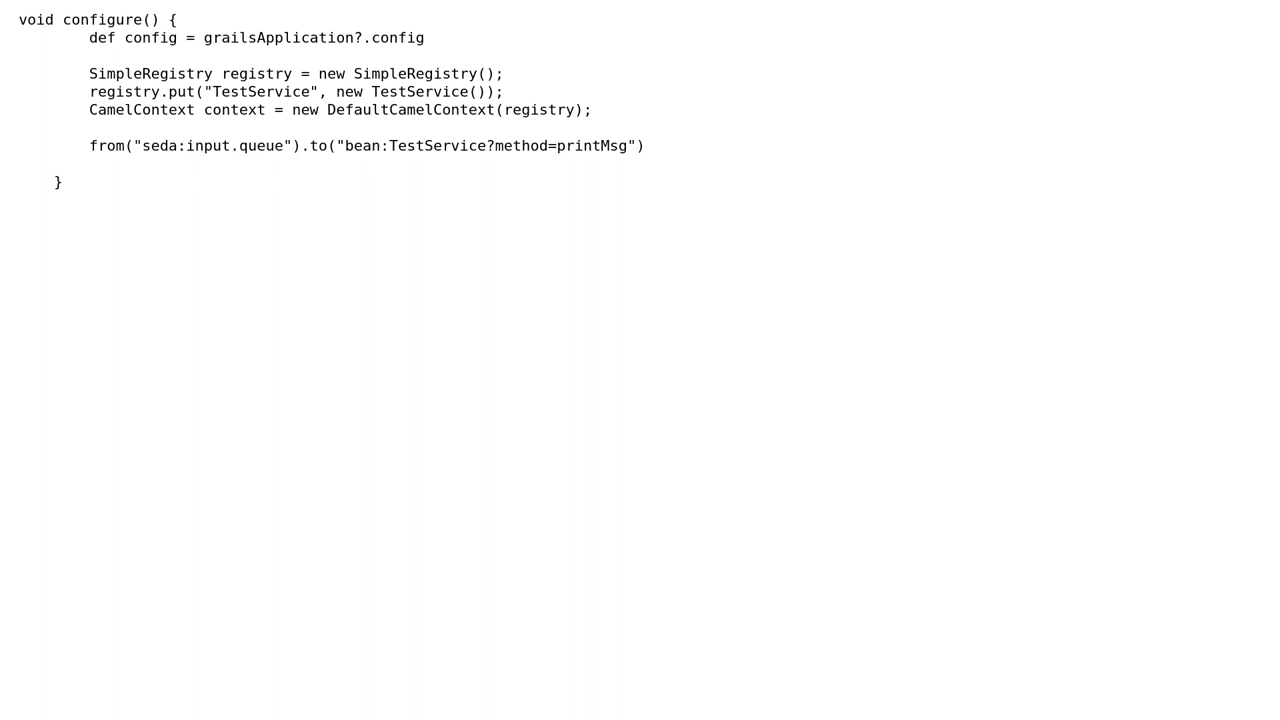 void configure() {
        def config = grailsApplication?.config

        SimpleRegistry registry = new SimpleRegistry();
        registry.put("TestService", new TestService());
        CamelContext context = new DefaultCamelContext(registry);

        from("seda:input.queue").to("bean:TestService?method=printMsg")

    }